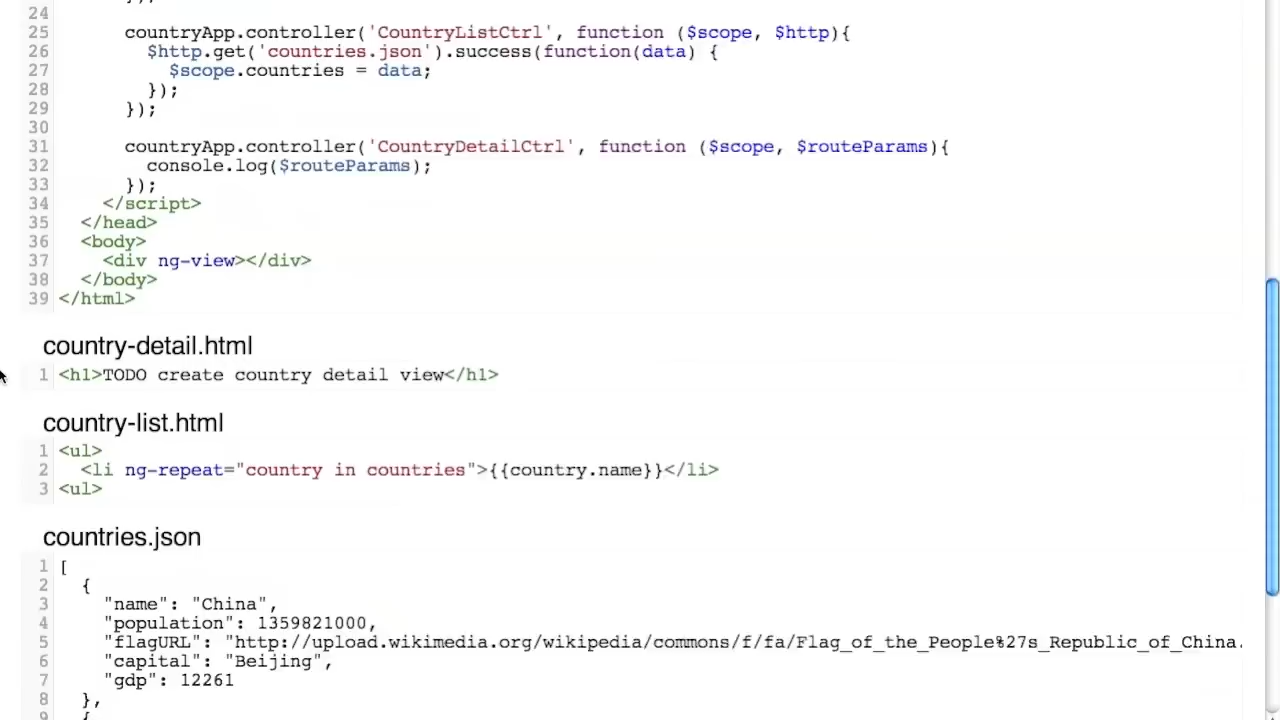 24
25 countryApp.controller('CountryListCtrl', function ($scope, $http){
26 $http.get('countries.json').success(function(data) {
27 $scope.countries = data;
28 });
29 });
30
31 countryApp.controller('CountryDetailCtrl', function ($scope, $routeParams){
32 console.log($routeParams);
33 });
34 </script>
35 </head>
36 <body>
37 <div ng-view></div>
38 </body>
39 </html>
country-detail.html
1 <h1>TODO create country detail view</h1>
country-list.html
1 <ul>
2 <li ng-repeat="country in countries">{{country.name}}</li>
3 <ul>
countries.json
1 [
2 {
3 "name": "China",
4 "population": 1359821000,
5 "flagURL": "http://upload.wikimedia.org/wikipedia/commons/f/fa/Flag_of_the_People%27s_Republic_of_China.
6 "capital": "Beijing",
7 "gdp": 12261
8 },
9 {